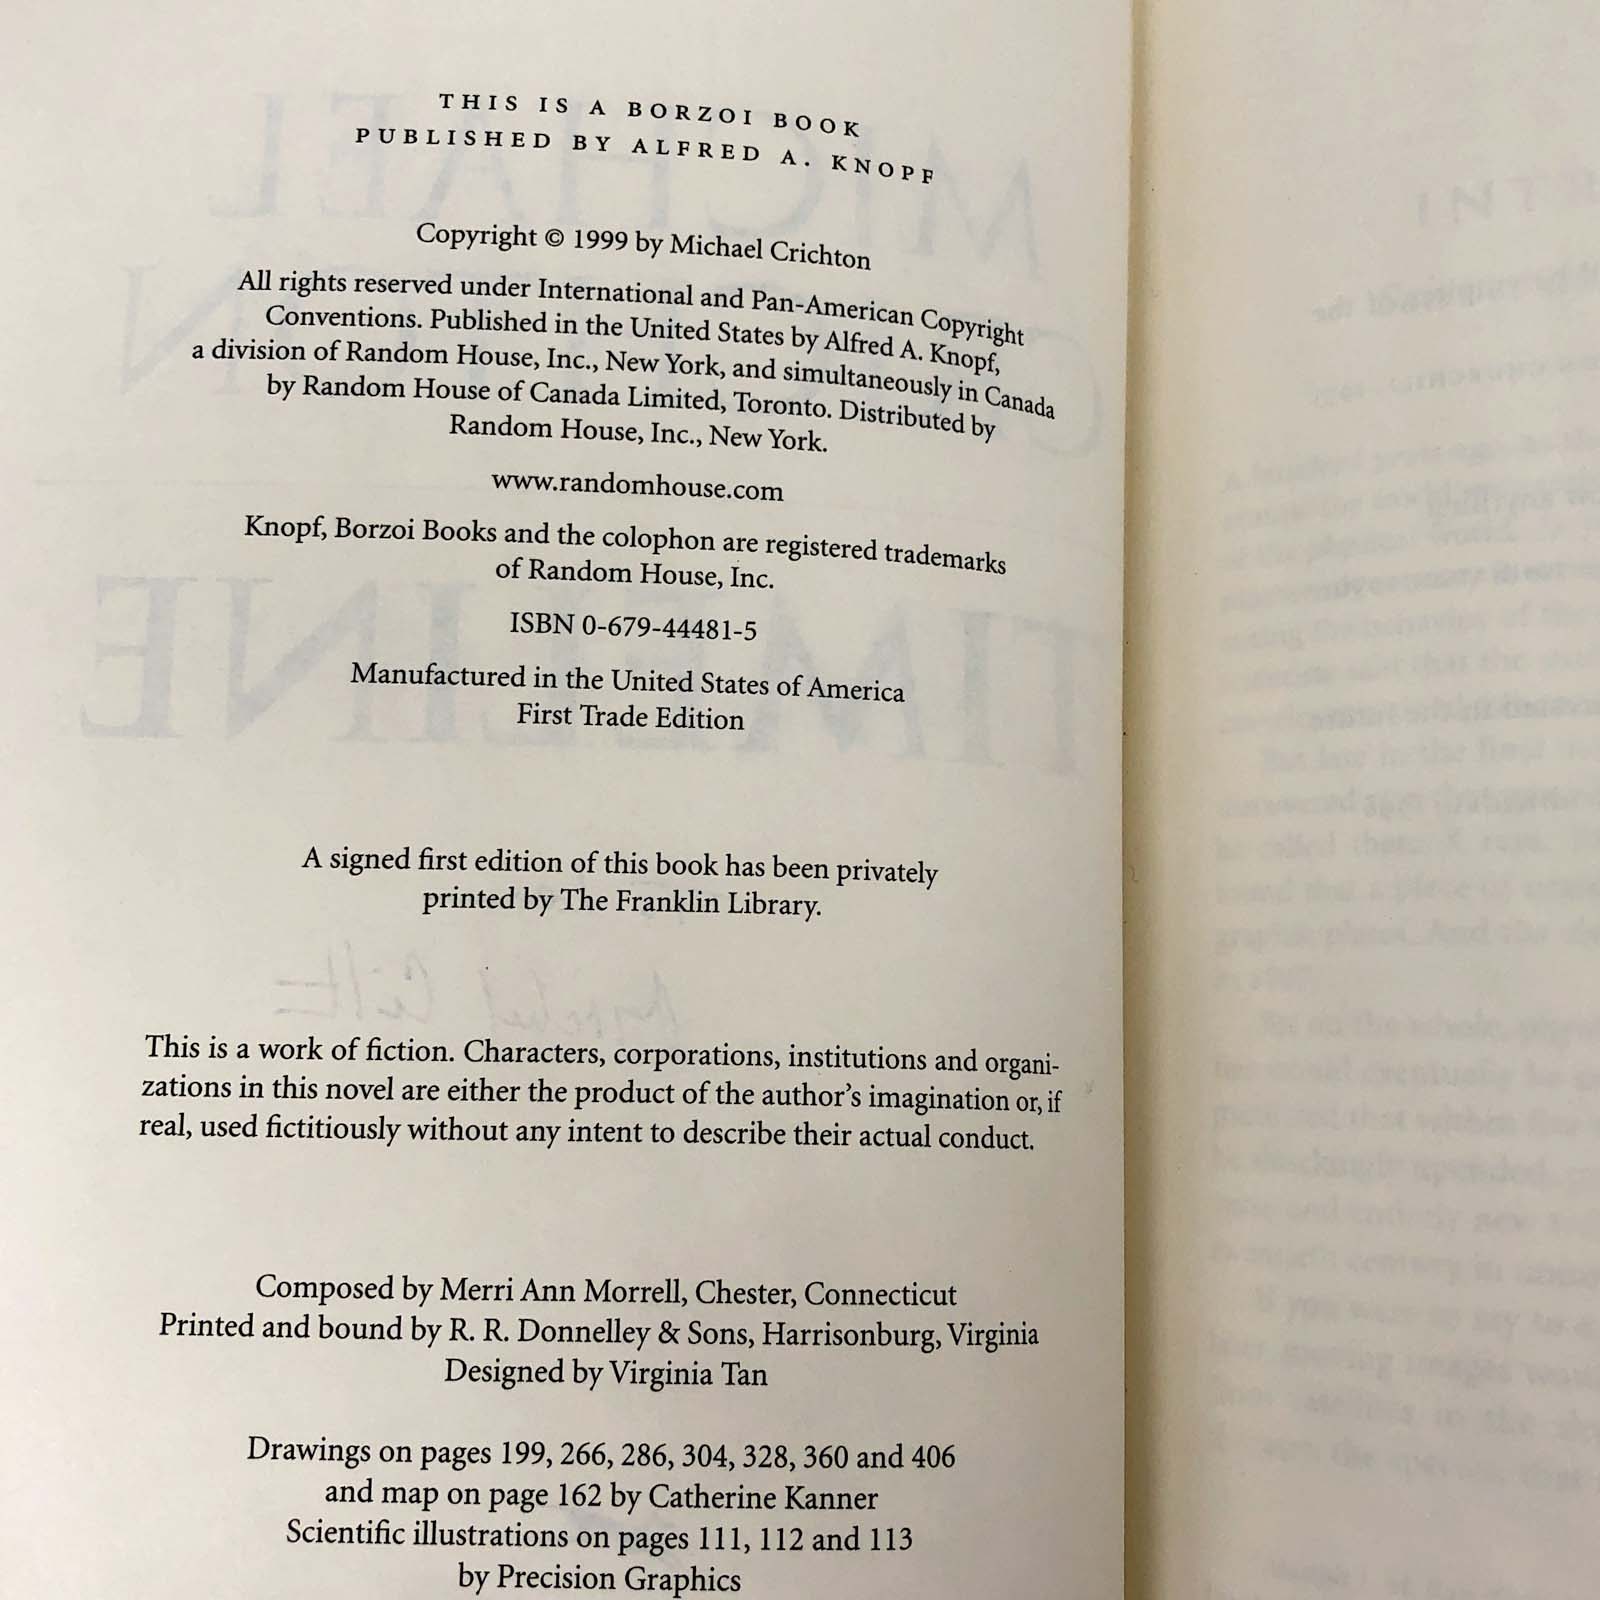 THIS IS A BORZOI BOOK
PUBLISHED BY ALFRED A. KNOPF
Copyright © 1999 by Michael Crichton
All rights reserved under International and Pan-American Copyright
Conventions. Published in the United States by Alfred A. Knopf,
a division of Random House, Inc., New York, and simultaneously in Canada
by Random House of Canada Limited, Toronto. Distributed by
Random House, Inc., New York.
www.randomhouse.com
Knopf, Borzoi Books and the colophon are registered trademarks
of Random House, Inc.
ISBN 0-679-44481-5
Manufactured in the United States of America
First Trade Edition
A signed first edition of this book has been privately
printed by The Franklin Library.
This is a work of fiction. Characters, corporations, institutions and organi-
zations in this novel are either the product of the author's imagination or, if
real, used fictitiously without any intent to describe their actual conduct.
Composed by Merri Ann Morrell, Chester, Connecticut
Printed and bound by R. R. Donnelley & Sons, Harrisonburg, Virginia
Designed by Virginia Tan
Drawings on pages 199, 266, 286, 304, 328, 360 and 406
and map on page 162 by Catherine Kanner
Scientific illustrations on pages 111, 112 and 113
by Precision Graphics